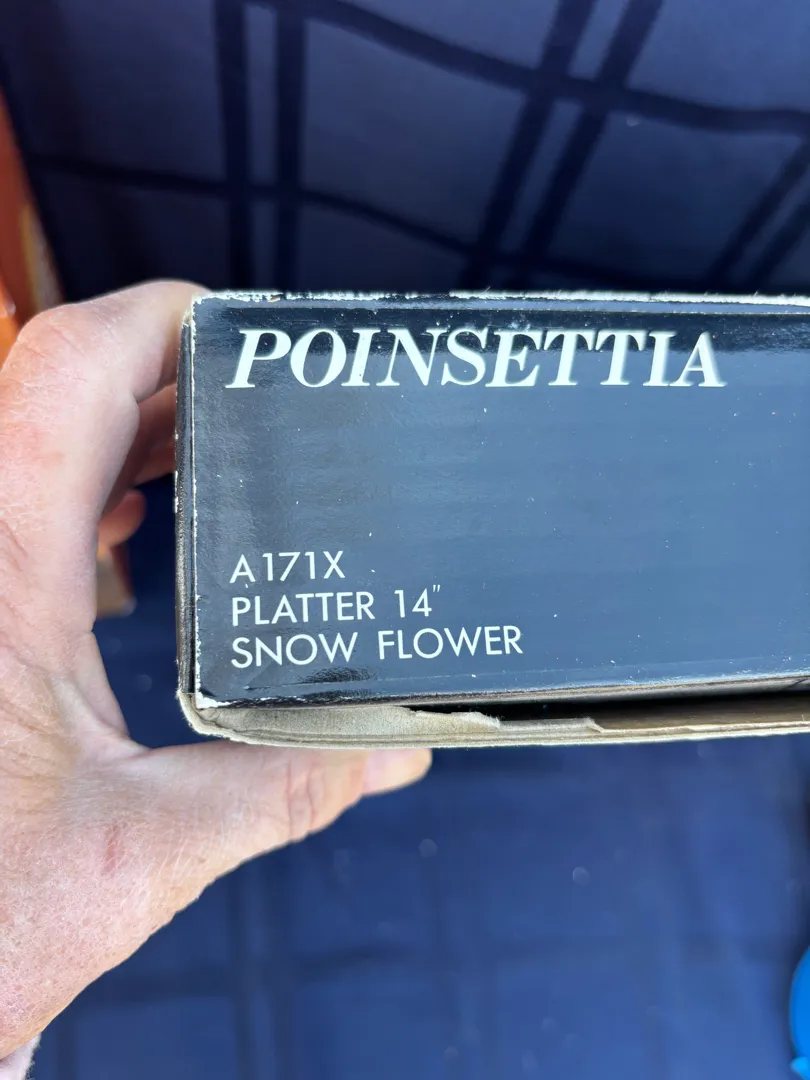 POINSETTIA
A171X
PLATTER 14"
SNOW FLOWER